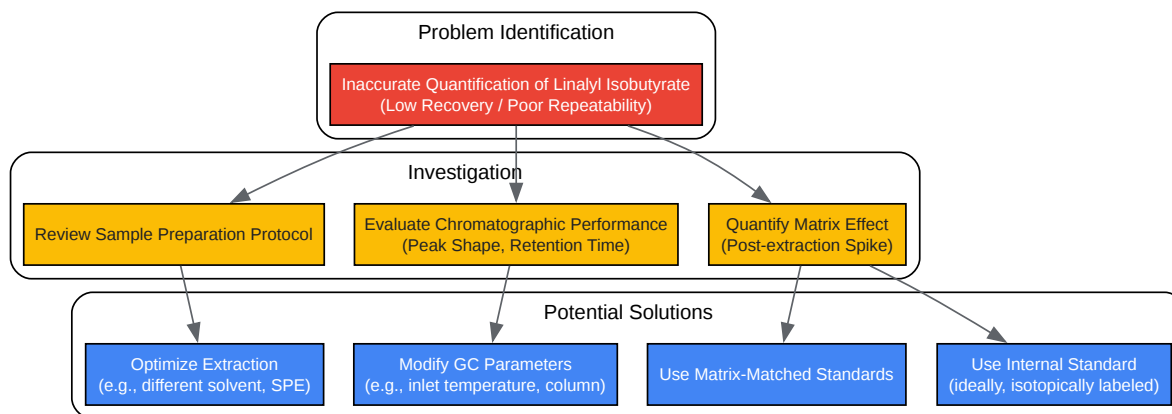 Problem Identification
Inaccurate Quantification of Linalyl Isobutyrate
(Low Recovery / Poor Repeatability)
Investigation
Review Sample Preparation Protocol
Evaluate Chromatographic Performance
(Peak Shape, Retention Time)
Quantify Matrix Effect
(Post-extraction Spike)
Potential Solutions
Optimize Extraction
(e.g., different solvent, SPE)
Modify GC Parameters
(e.g., inlet temperature, column)
Use Matrix-Matched Standards
Use Internal Standard
(ideally, isotopically labeled)